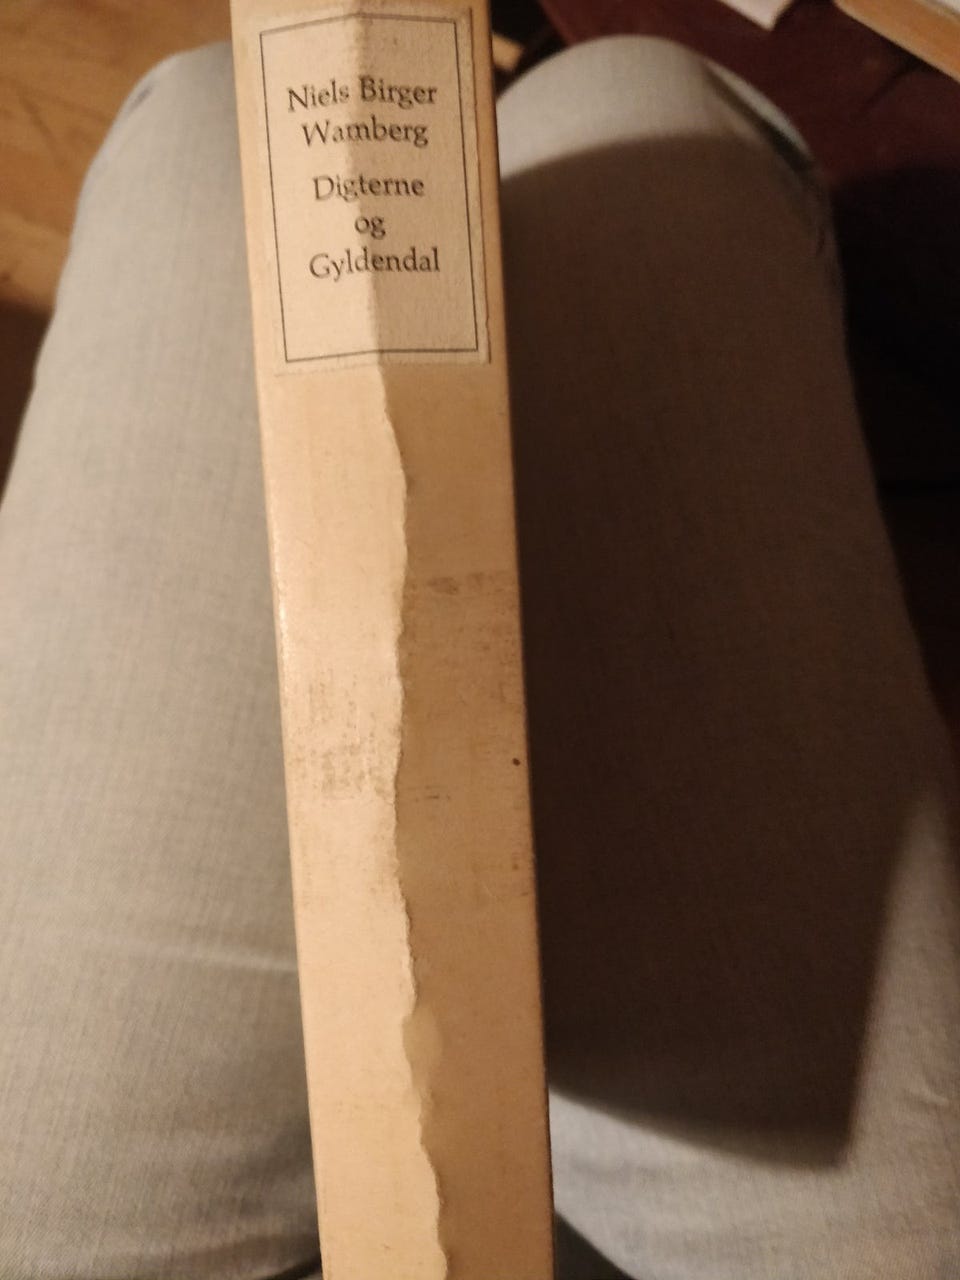 Niels Birger
Wamberg
Digterne
og
Gyldendal